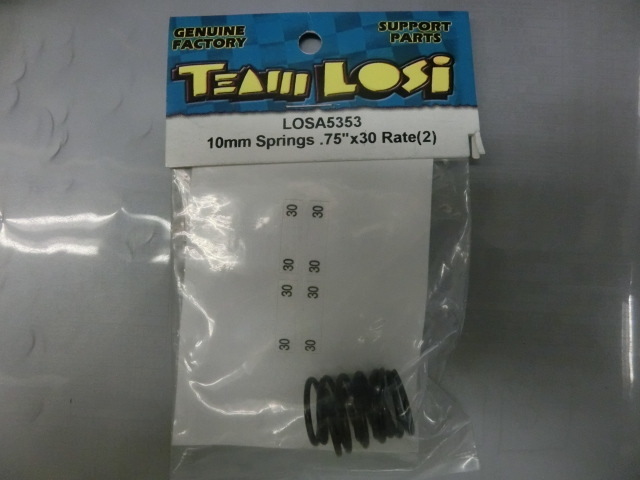 GENUINE FACTORY
SUPPORT PARTS
TEAM LOSI
LOSA5353
10mm Springs .75"x30 Rate(2)
30 30
30 30
30 30
30 30